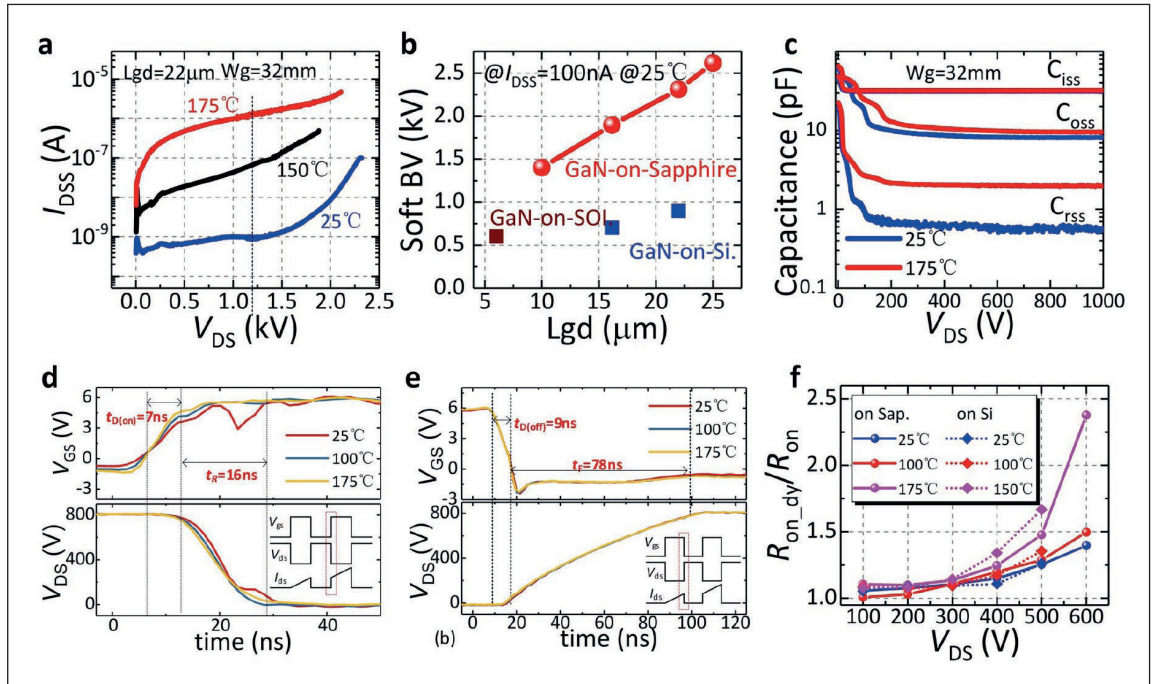 a
Lgd=22μm Wg=32mm
10⁻⁵
10⁻⁷
10⁻⁹
I_DSS (A)
175℃
150℃
25℃
0.0 0.5 1.0 1.5 2.0 2.5
V_DS (kV)
b
@I_DSS=100nA @25℃
2.5
2.0
1.5
1.0
0.5
0.0
Soft BV (kV)
GaN-on-Sapphire
GaN-on-SOL
GaN-on-Si.
5 10 15 20 25
Lgd (μm)
c
Wg=32mm
C_iss
C_oss
C_rss
10
1
0.1
Capacitance (pF)
25℃
175℃
0 200 400 600 800 1000
V_DS (V)
d
6
3
0
-3
V_GS (V)
t_D(on)=7ns
t_R=16ns
25℃
100℃
175℃
800
400
0
V_DS (V)
V_gs
V_ds
I_ds
0 20 40
time (ns)
e
6
3
0
-3
V_GS (V)
t_D(off)=9ns
t_F=78ns
25℃
100℃
175℃
800
400
0
V_DS (V)
V_gs
V_ds
I_ds
0 20 40 60 80 100 120
(b) time (ns)
f
on Sap. on Si
25℃ 25℃
100℃ 100℃
175℃ 150℃
2.5
2.0
1.5
1.0
R_on_dy/R_on
100 200 300 400 500 600
V_DS (V)